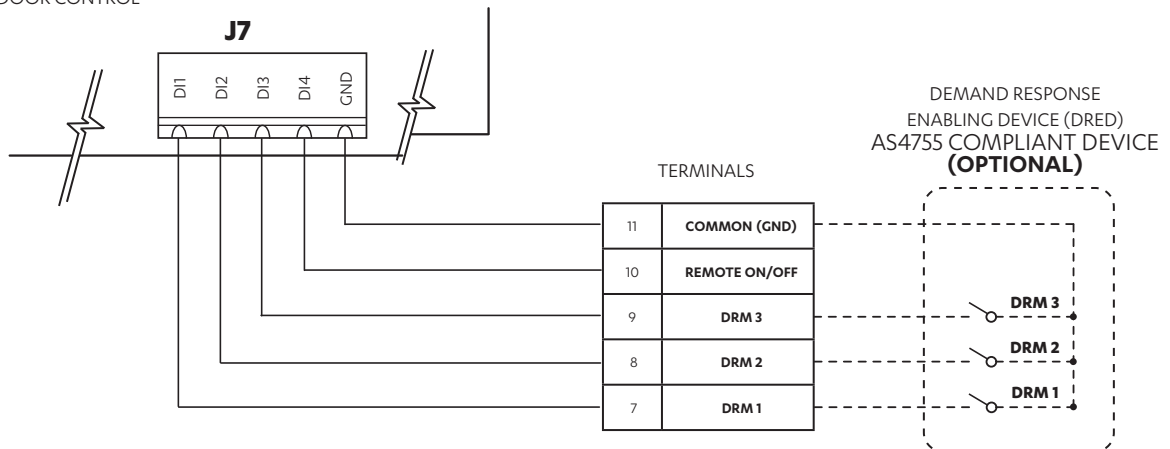 DOOR CONTROL
J7
DI1 DI2 DI3 DI4 GND
DEMAND RESPONSE
ENABLING DEVICE (DRED)
AS4755 COMPLIANT DEVICE
(OPTIONAL)
TERMINALS
11 COMMON (GND)
10 REMOTE ON/OFF
9 DRM 3
8 DRM 2
7 DRM 1
DRM 3
DRM 2
DRM 1